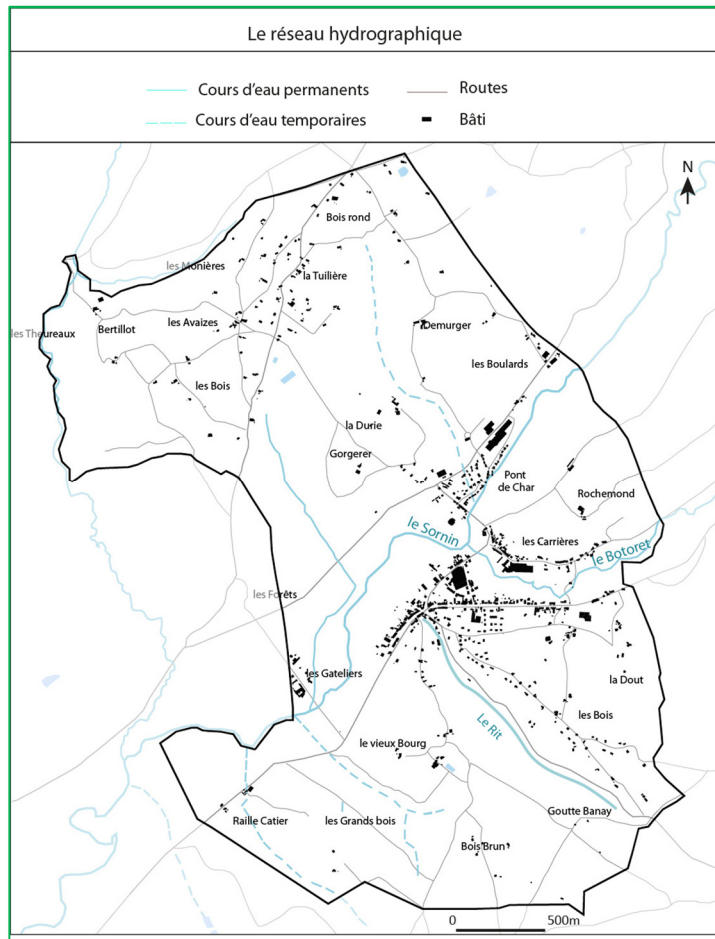 Le réseau hydrographique
Cours d'eau permanents
Routes
Cours d'eau temporaires
Bâti
N
Bois rond
les Monières
la Tuilière
les Theureaux
Bertillot
les Avaizes
Demurger
les Boulards
les Bois
la Durie
Gorgerer
Pont
de Char
Rochemond
le Sornin
les Carrières
le Botoret
les Forêts
les Gateliers
la Dout
les Bois
Le Rit
le vieux Bourg
Goutte Banay
Raille Catier
les Grands bois
Bois Brun
0
500m